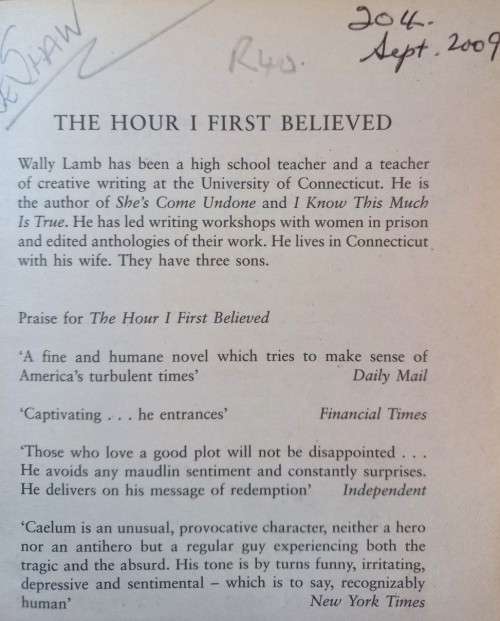 SHAW
R40.
204.
Sept. 2009
THE HOUR I FIRST BELIEVED
Wally Lamb has been a high school teacher and a teacher
of creative writing at the University of Connecticut. He is
the author of She's Come Undone and I Know This Much
Is True. He has led writing workshops with women in prison
and edited anthologies of their work. He lives in Connecticut
with his wife. They have three sons.
Praise for The Hour I First Believed
‘A fine and humane novel which tries to make sense of
America's turbulent times’ Daily Mail
‘Captivating . . . he entrances’ Financial Times
‘Those who love a good plot will not be disappointed . . .
He avoids any maudlin sentiment and constantly surprises.
He delivers on his message of redemption’ Independent
‘Caelum is an unusual, provocative character, neither a hero
nor an antihero but a regular guy experiencing both the
tragic and the absurd. His tone is by turns funny, irritating,
depressive and sentimental – which is to say, recognizably
human’ New York Times